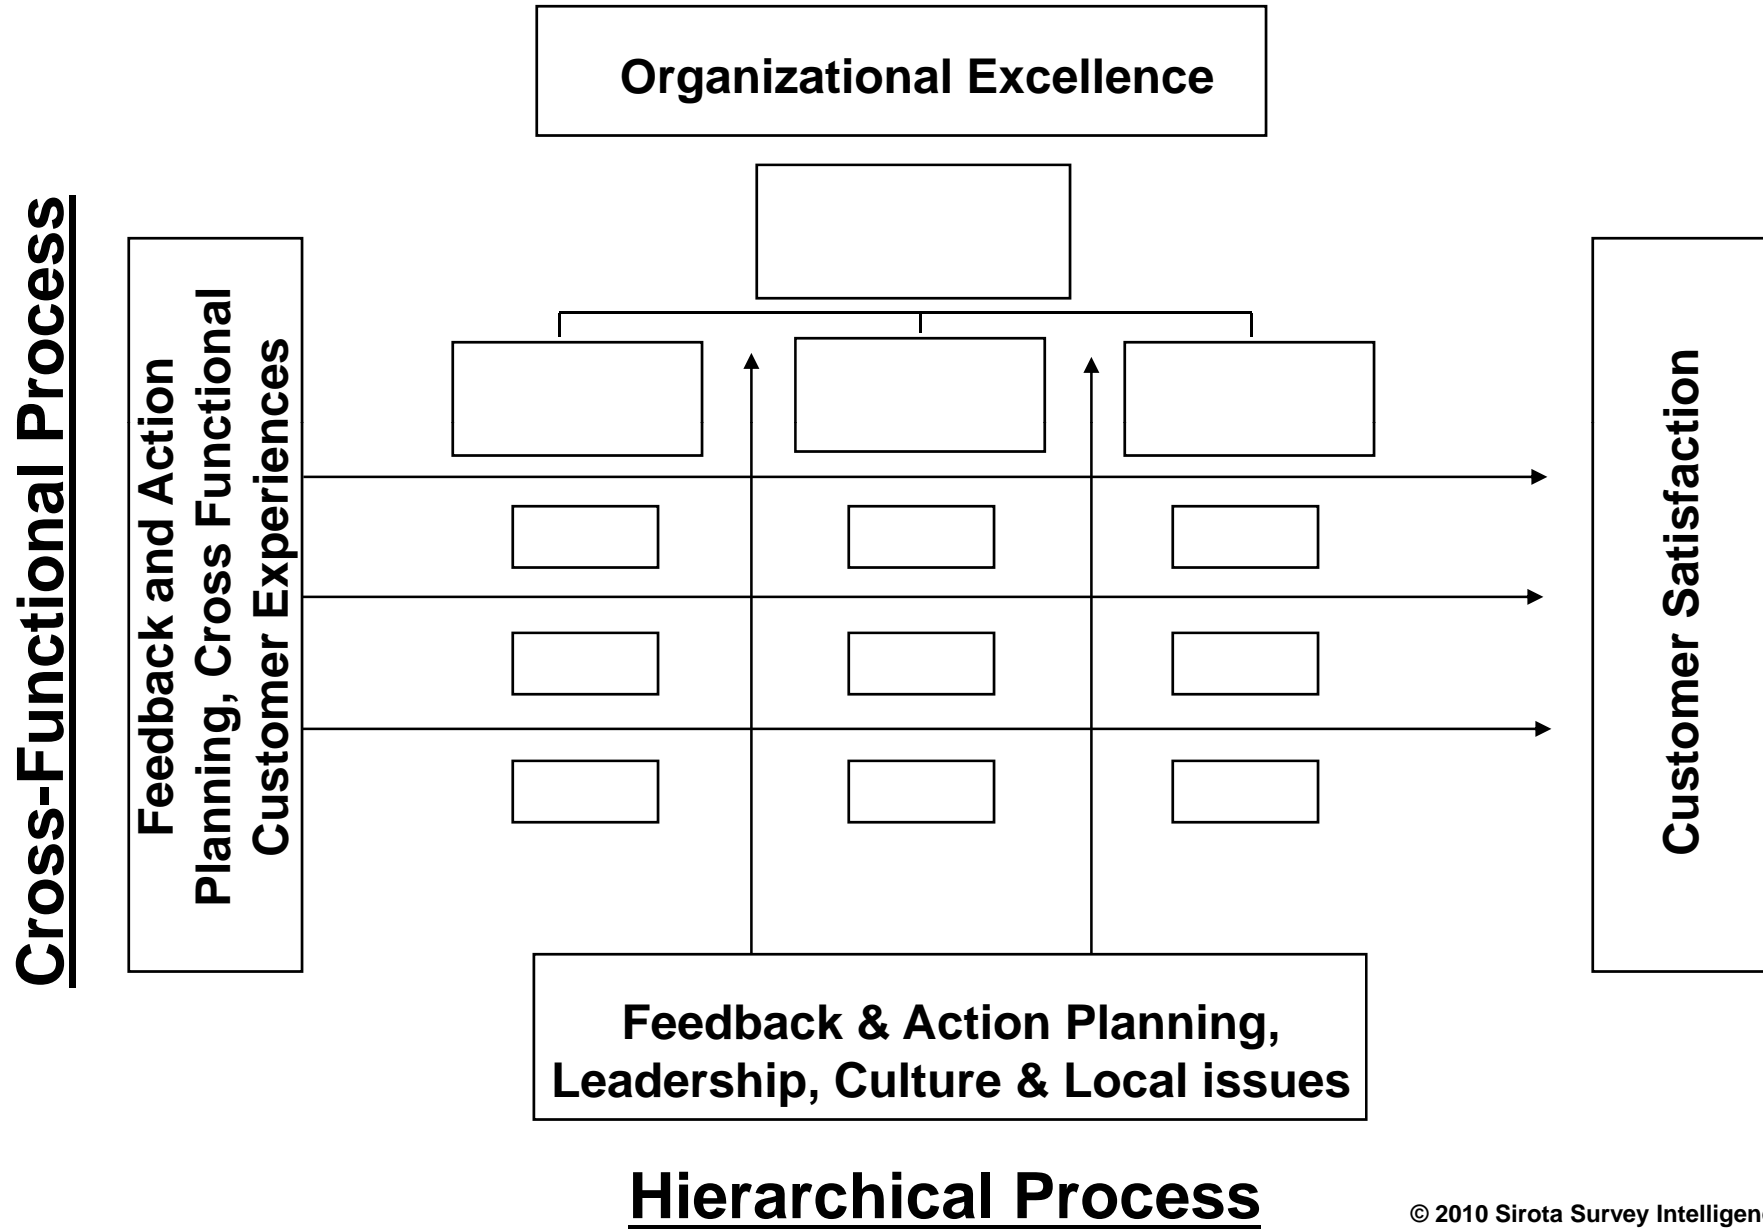 Organizational Excellence
Cross-Functional Process
Feedback and Action
Planning, Cross Functional
Customer Experiences
Customer Satisfaction
Feedback & Action Planning,
Leadership, Culture & Local issues
Hierarchical Process
© 2010 Sirota Survey